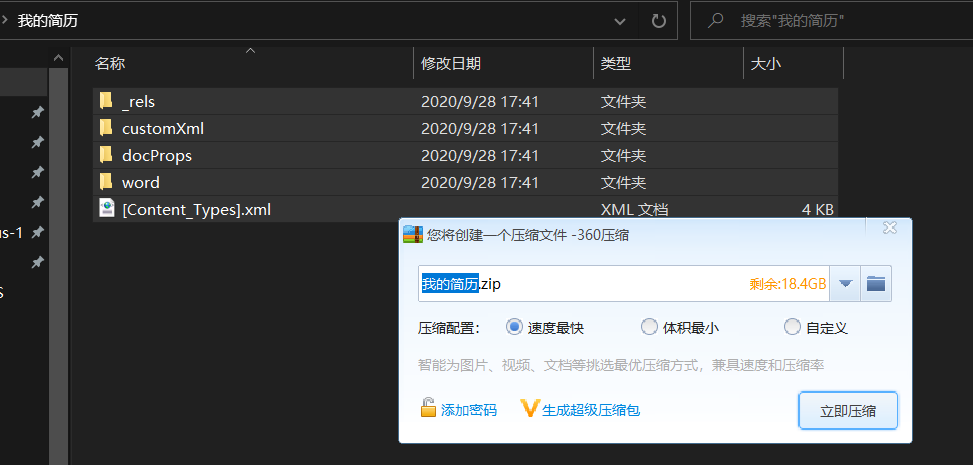 我的简历
搜索"我的简历"
名称 修改日期 类型 大小
_rels 2020/9/28 17:41 文件夹
customXml 2020/9/28 17:41 文件夹
docProps 2020/9/28 17:41 文件夹
word 2020/9/28 17:41 文件夹
[Content_Types].xml XML 文档 4 KB
us-1
S
您将创建一个压缩文件 -360压缩
我的简历.zip 剩余:18.4GB
压缩配置： 速度最快 体积最小 自定义
智能为图片、视频、文档等挑选最优压缩方式，兼具速度和压缩率
添加密码 生成超级压缩包 立即压缩